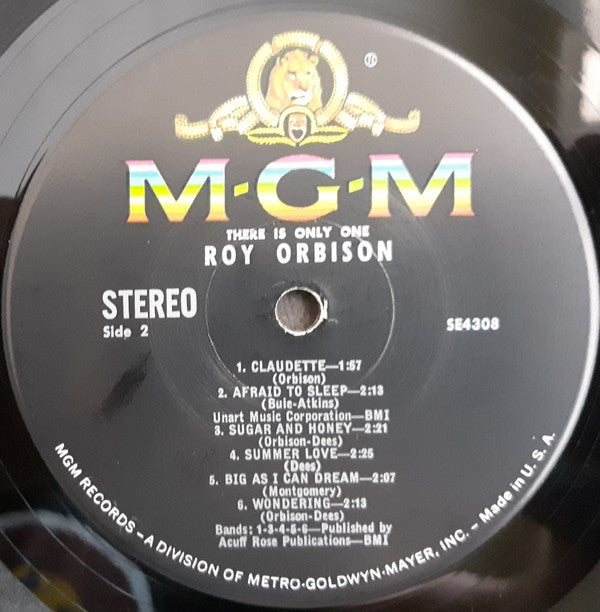 M·G·M
THERE IS ONLY ONE
ROY ORBISON
STEREO
Side 2
SE4308
1. CLAUDETTE—1:57
(Orbison)
2. AFRAID TO SLEEP—2:13
(Buie-Atkins)
Unart Music Corporation—BMI
3. SUGAR AND HONEY—2:21
(Orbison-Dees)
4. SUMMER LOVE—2:25
(Dees)
5. BIG AS I CAN DREAM—2:07
(Montgomery)
6. WONDERING—2:13
(Orbison-Dees)
Bands: 1-3-4-5-6—Published by
Acuff Rose Publications—BMI
MGM RECORDS – A DIVISION OF METRO-GOLDWYN-MAYER, INC. – Made in U. S. A.